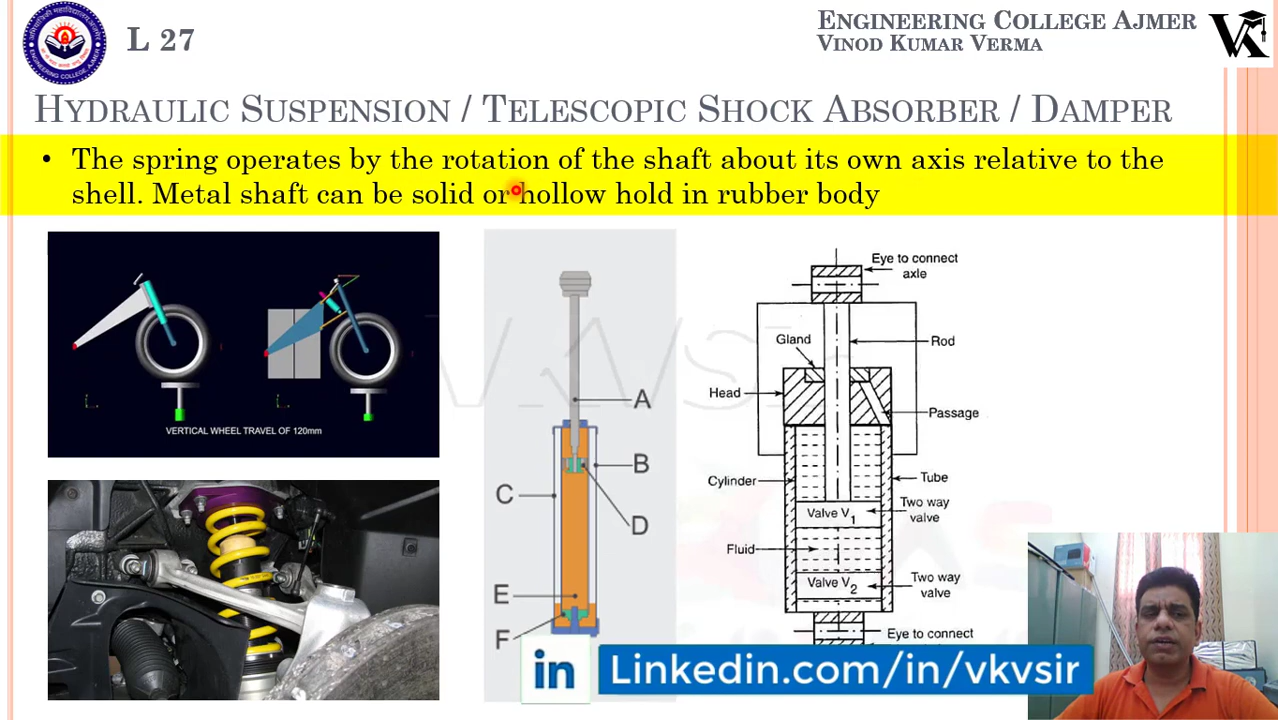 L 27
ENGINEERING COLLEGE AJMER
VINOD KUMAR VERMA
HYDRAULIC SUSPENSION / TELESCOPIC SHOCK ABSORBER / DAMPER
• The spring operates by the rotation of the shaft about its own axis relative to the
shell. Metal shaft can be solid or hollow hold in rubber body
VERTICAL WHEEL TRAVEL OF 120mm
A
B
C
D
E
F
Eye to connect
axle
Gland
Rod
Head
Passage
Cylinder
Tube
Valve V1
Two way
valve
Fluid
Valve V2
Two way
valve
Eye to connect
in
Linkedin.com/in/vkvsir